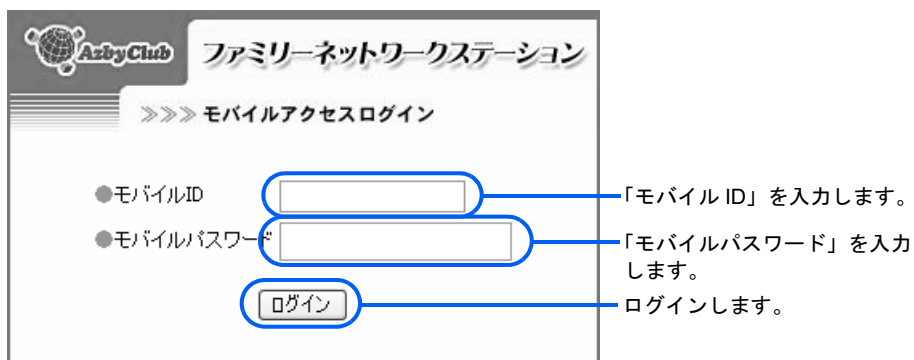 AzbyClub ファミリーネットワークステーション
≫≫≫ モバイルアクセスログイン
●モバイルID
「モバイル ID」を入力します。
●モバイルパスワード
「モバイルパスワード」を入力
します。
ログイン
ログインします。